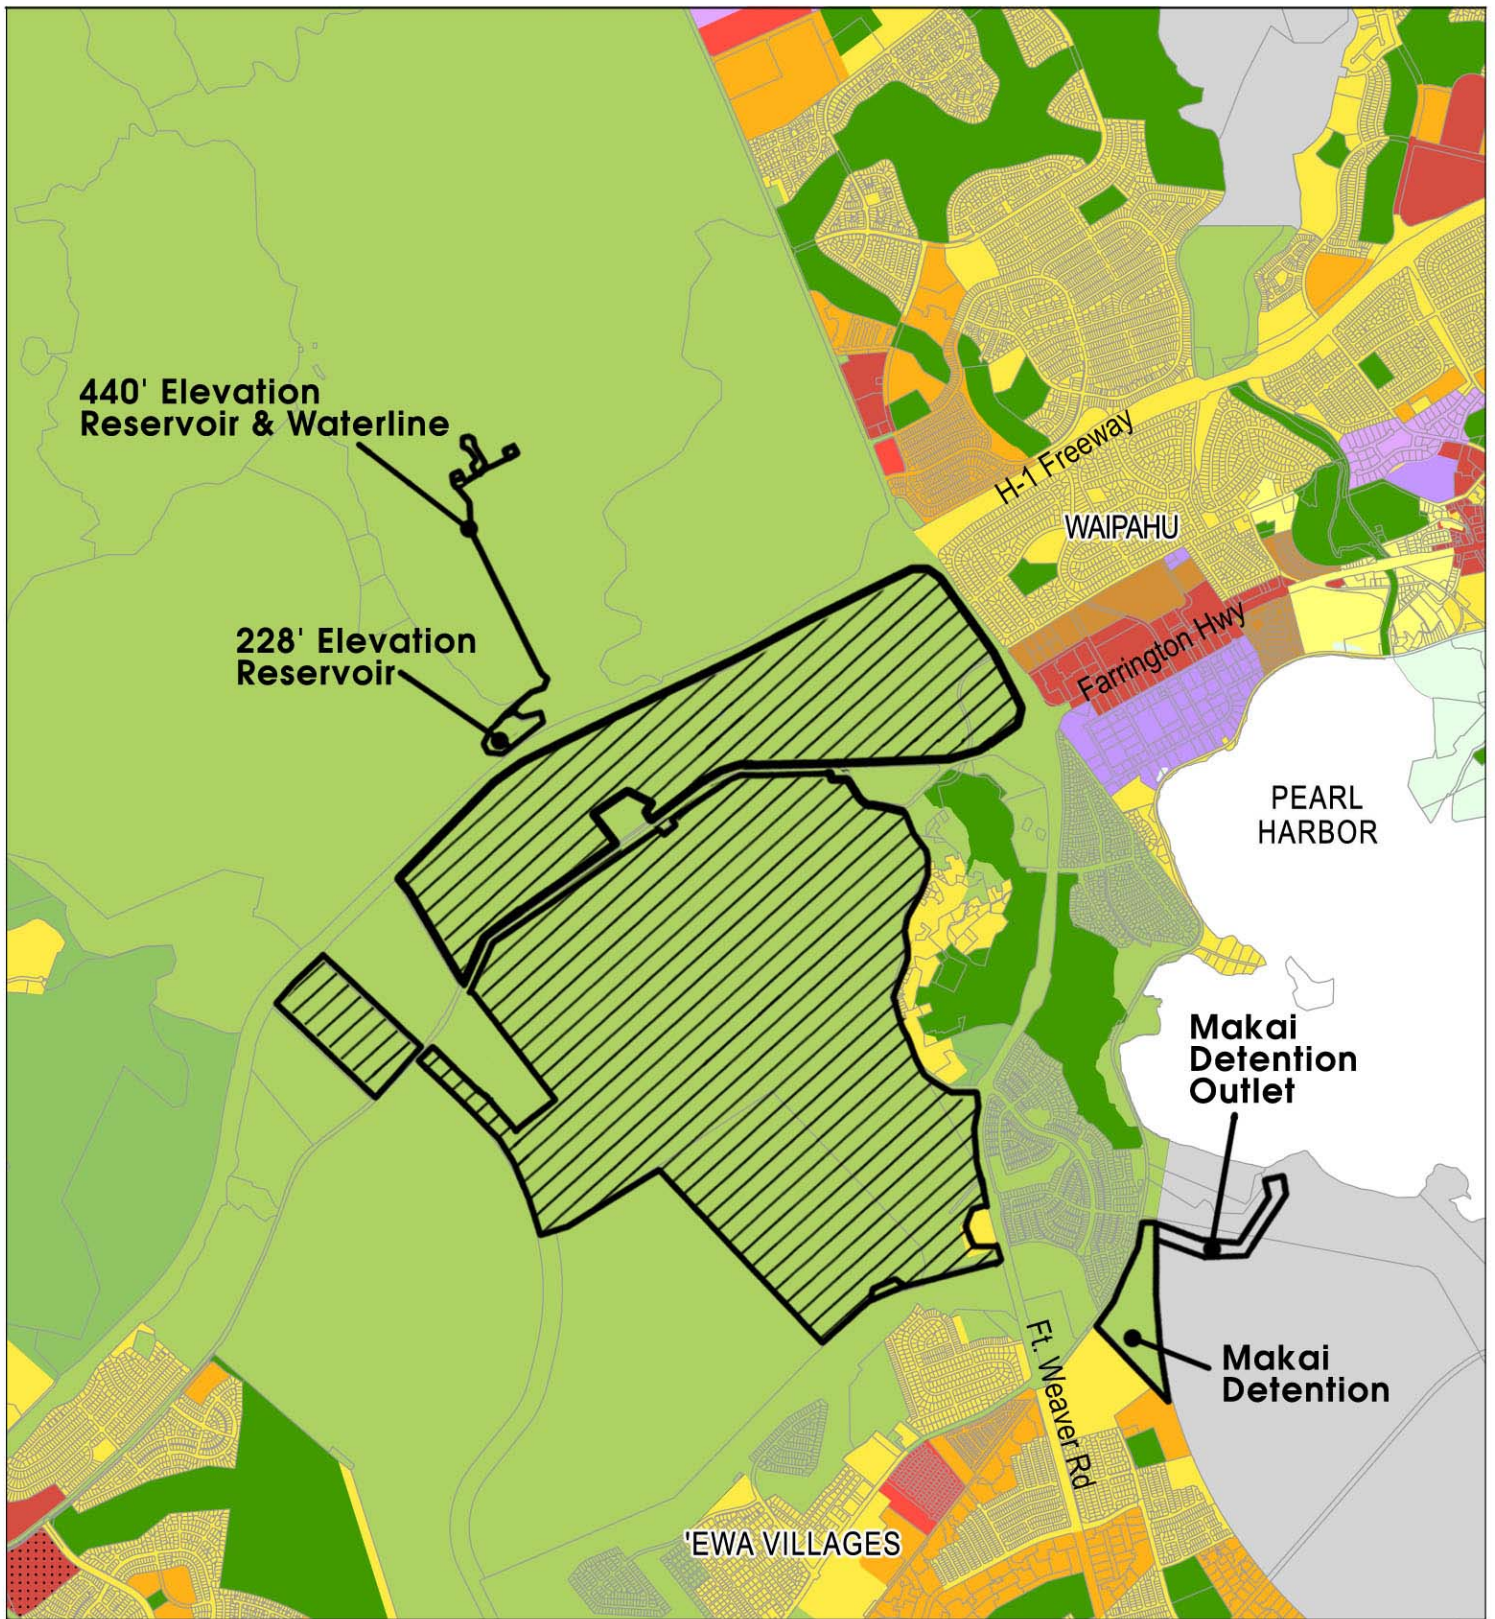 440' Elevation
Reservoir & Waterline
H-1 Freeway
WAIPAHU
Farrington Hwy
228' Elevation
Reservoir
PEARL
HARBOR
Makai
Detention
Outlet
Makai
Detention
Ft. Weaver Rd
'EWA VILLAGES